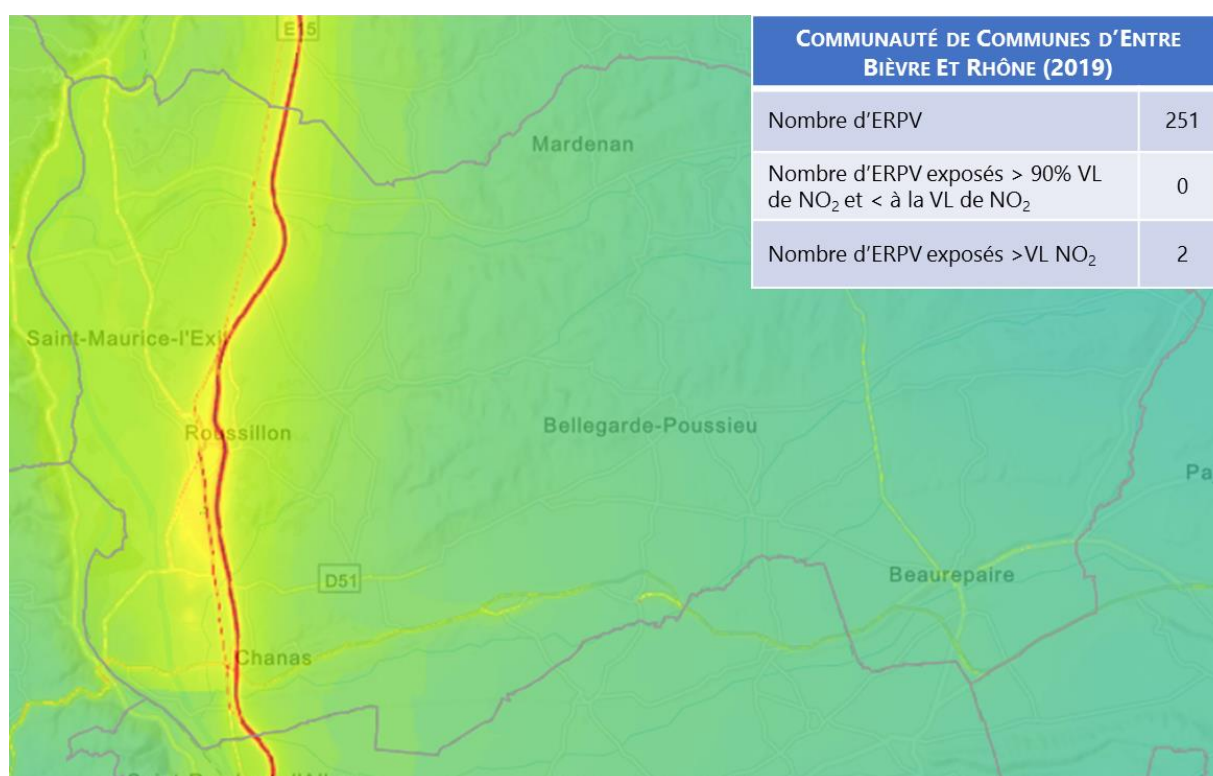 E15
COMMUNAUTÉ DE COMMUNES D'ENTRE
BIÈVRE ET RHÔNE (2019)
Nombre d'ERPV 251
Nombre d'ERPV exposés > 90% VL
de NO₂ et < à la VL de NO₂ 0
Nombre d'ERPV exposés >VL NO₂ 2
Mardenan
Saint-Maurice-l'Exil
Roussillon
Bellegarde-Poussieu
Pa
D51
Beaurepaire
Chanas